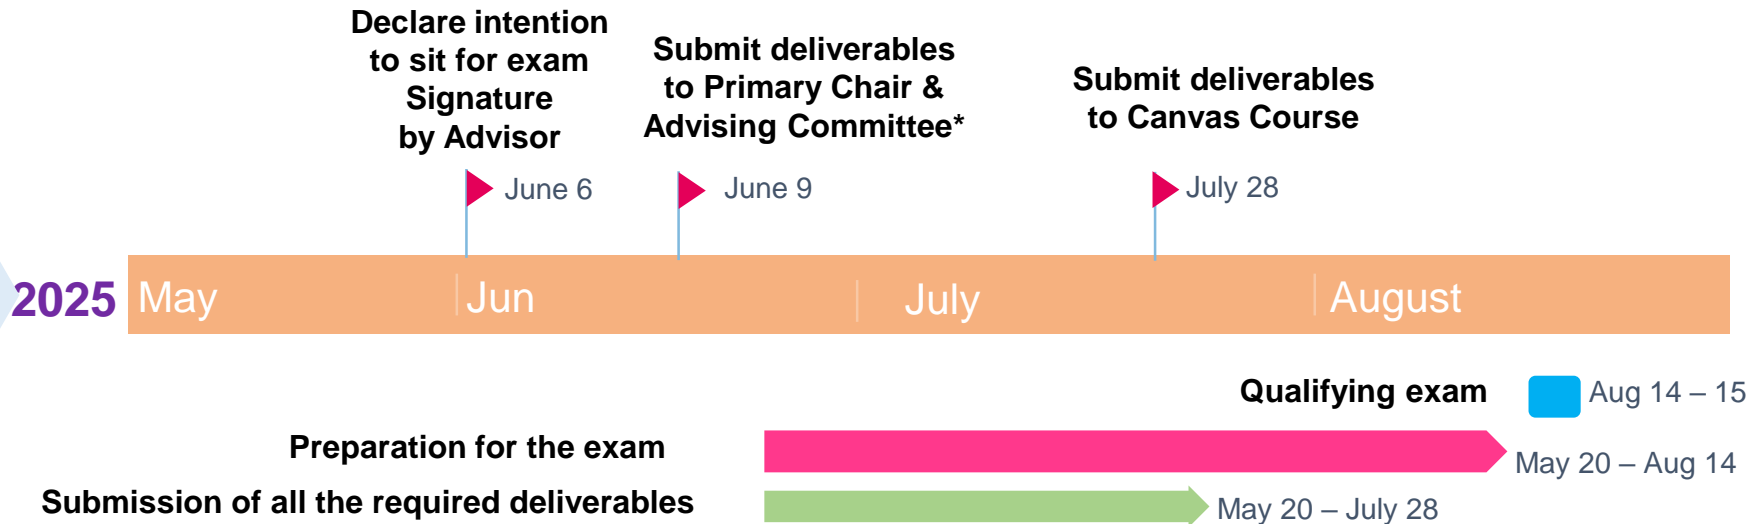 Declare intention
to sit for exam
Signature
by Advisor
Submit deliverables
to Primary Chair &
Advising Committee*
Submit deliverables
to Canvas Course
June 6
June 9
July 28
2025
May
Jun
July
August
Qualifying exam
Aug 14 – 15
Preparation for the exam
May 20 – Aug 14
Submission of all the required deliverables
May 20 – July 28